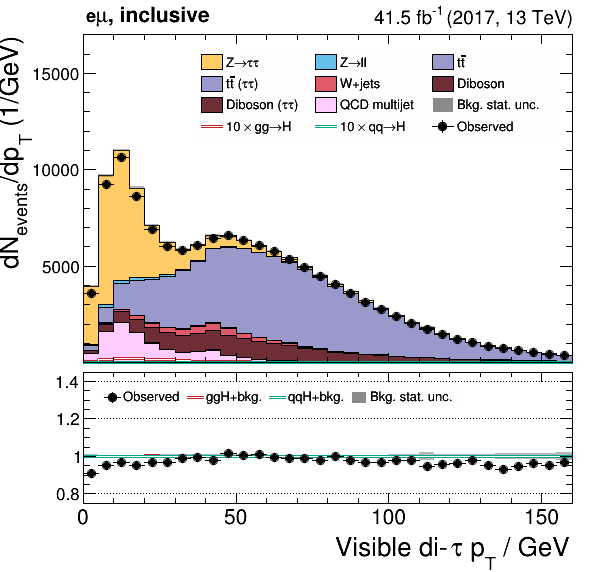 eμ, inclusive 41.5 fb⁻¹ (2017, 13 TeV)
dN_events/dp_T (1/GeV)
15000
10000
5000
Z→ττ Z→ll tt̄
tt̄ (ττ) W+jets Diboson
Diboson (ττ) QCD multijet Bkg. stat. unc.
10 × gg→H 10 × qq→H Observed
1.4
1.2
1
0.8
Observed ggH+bkg. qqH+bkg. Bkg. stat. unc.
0 50 100 150
Visible di-τ p_T / GeV